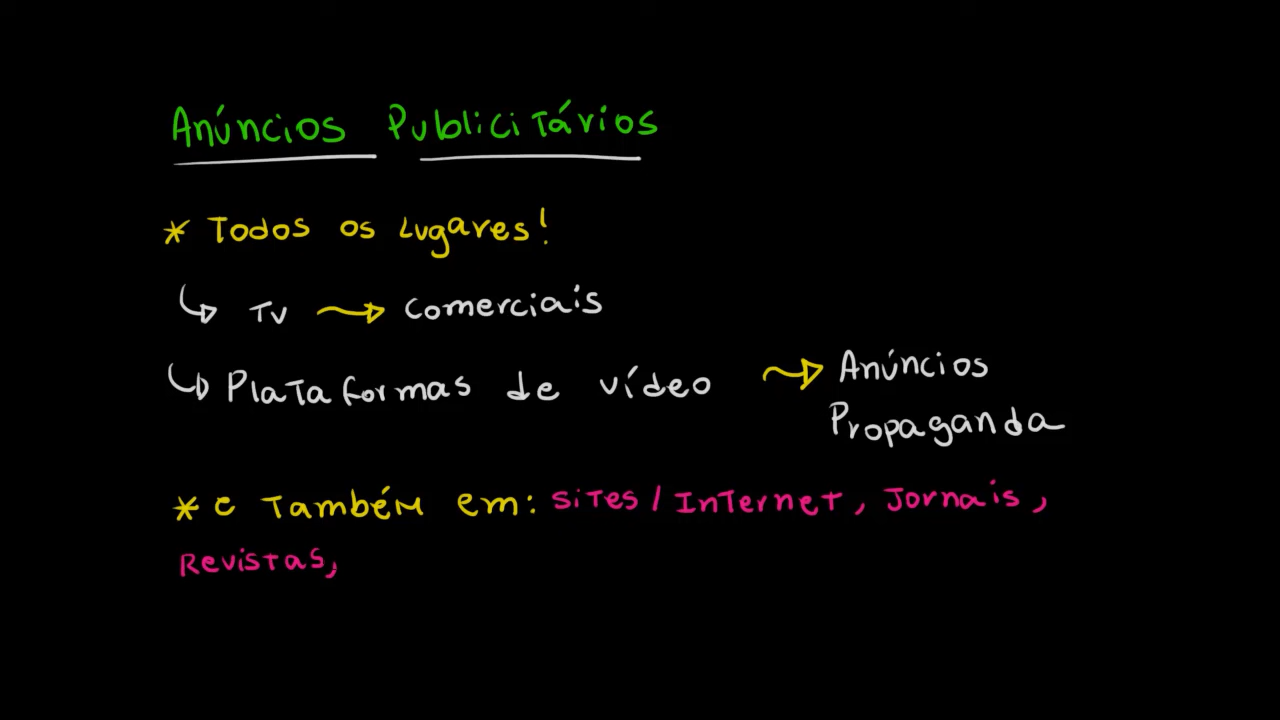 Anúncios Publicitários
* Todos os lugares!
↳ TV → comerciais
↳ Plataformas de vídeo → Anúncios
Propaganda
* e também em: sites / Internet, Jornais,
Revistas,